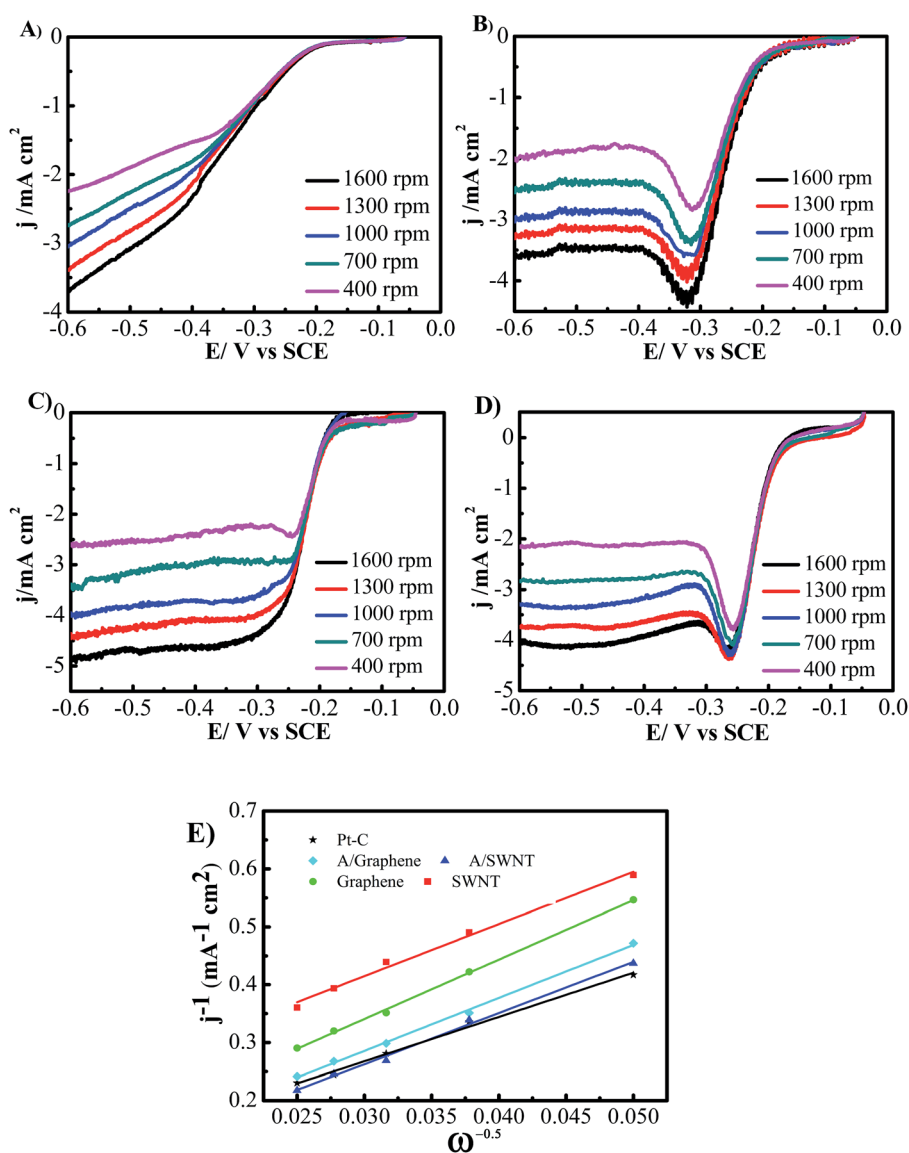 A)
0
-1
-2
-3
-4
j /mA cm²
1600 rpm
1300 rpm
1000 rpm
700 rpm
400 rpm
-0.6 -0.5 -0.4 -0.3 -0.2 -0.1 0.0
E/ V vs SCE
B)
0
-1
-2
-3
-4
j /mA cm²
1600 rpm
1300 rpm
1000 rpm
700 rpm
400 rpm
-0.6 -0.5 -0.4 -0.3 -0.2 -0.1 0.0
E/ V vs SCE
C)
0
-1
-2
-3
-4
-5
j/mA cm²
1600 rpm
1300 rpm
1000 rpm
700 rpm
400 rpm
-0.6 -0.5 -0.4 -0.3 -0.2 -0.1 0.0
E/ V vs SCE
D)
0
-1
-2
-3
-4
-5
j /mA cm²
1600 rpm
1300 rpm
1000 rpm
700 rpm
400 rpm
-0.6 -0.5 -0.4 -0.3 -0.2 -0.1 0.0
E/ V vs SCE
E)
0.7
0.6
0.5
0.4
0.3
0.2
j⁻¹ (mA⁻¹ cm²)
Pt-C
A/Graphene A/SWNT
Graphene SWNT
0.025 0.030 0.035 0.040 0.045 0.050
ω⁻⁰·⁵